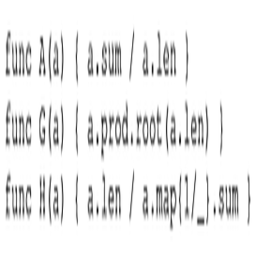 func A(a) { a.sum / a.len }
func G(a) { a.prod.root(a.len) }
func H(a) { a.len / a.map{1/_}.sum }